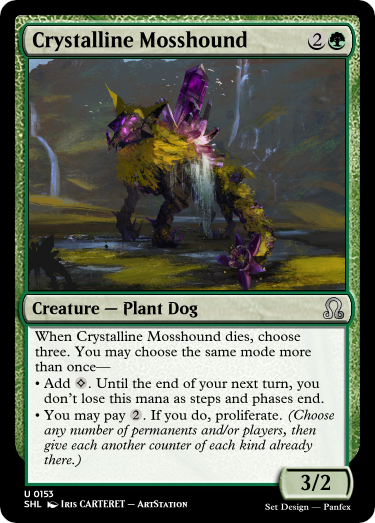 Crystalline Mosshound 2
Creature — Plant Dog
When Crystalline Mosshound dies, choose
three. You may choose the same mode more
than once—
• Add ◇. Until the end of your next turn, you
don't lose this mana as steps and phases end.
• You may pay 2. If you do, proliferate. (Choose
any number of permanents and/or players, then
give each another counter of each kind already
there.)
3/2
U 0153
SHL Iris CARTERET — ArtStation
Set Design — Panfex